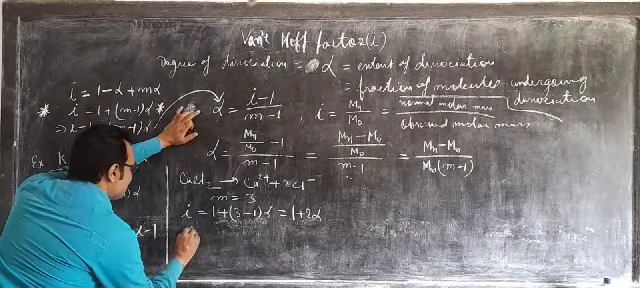 Van't Hoff factor (i)
Degree of dissociation = α = extent of dissociation
= fraction of molecules undergoing dissociation
i = 1 - α + mα
* i = 1 + (m-1)α *
α = i-1 / m-1 , i = Mn / Mo = normal molar mass / observed molar mass
α = (Mn/Mo - 1) / (m-1) = ((Mn - Mo) / Mo) / (m-1) = (Mn - Mo) / (Mo (m-1))
Ex K
CaCl2 → Ca2+ + 2Cl-
m = 3
i = 1 + (3-1)α = 1 + 2α